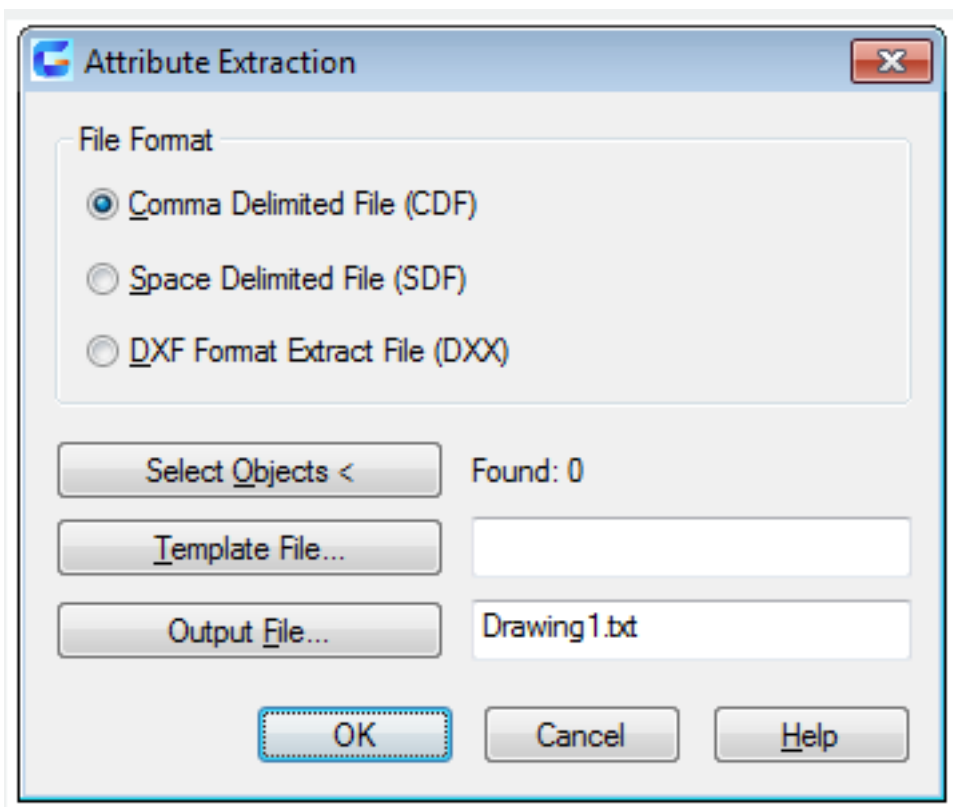 Attribute Extraction
File Format
Comma Delimited File (CDF)
Space Delimited File (SDF)
DXF Format Extract File (DXX)
Select Objects < Found: 0
Template File...
Output File... Drawing1.txt
OK Cancel Help